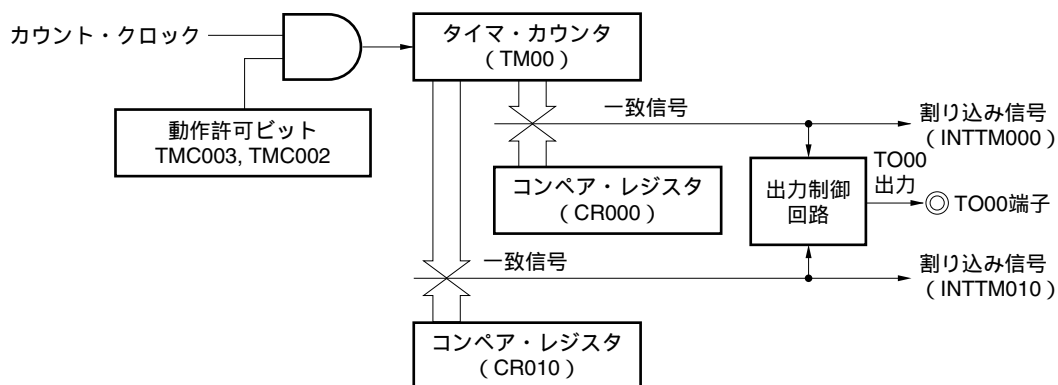 カウント・クロック
タイマ・カウンタ
（TM00）
動作許可ビット
TMC003, TMC002
一致信号
割り込み信号
（INTTM000）
コンペア・レジスタ
（CR000）
出力制御
回路
TO00
出力
TO00端子
一致信号
割り込み信号
（INTTM010）
コンペア・レジスタ
（CR010）